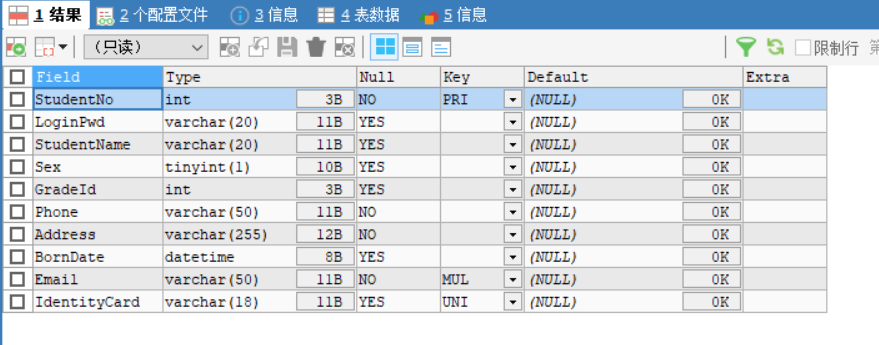 1 结果 2 个配置文件 3 信息 4 表数据 5 信息
（只读） 限制行
Field Type Null Key Default Extra
StudentNo int 3B NO PRI (NULL) 0K
LoginPwd varchar(20) 11B YES (NULL) 0K
StudentName varchar(20) 11B YES (NULL) 0K
Sex tinyint(1) 10B YES (NULL) 0K
GradeId int 3B YES (NULL) 0K
Phone varchar(50) 11B NO (NULL) 0K
Address varchar(255) 12B NO (NULL) 0K
BornDate datetime 8B YES (NULL) 0K
Email varchar(50) 11B NO MUL (NULL) 0K
IdentityCard varchar(18) 11B YES UNI (NULL) 0K